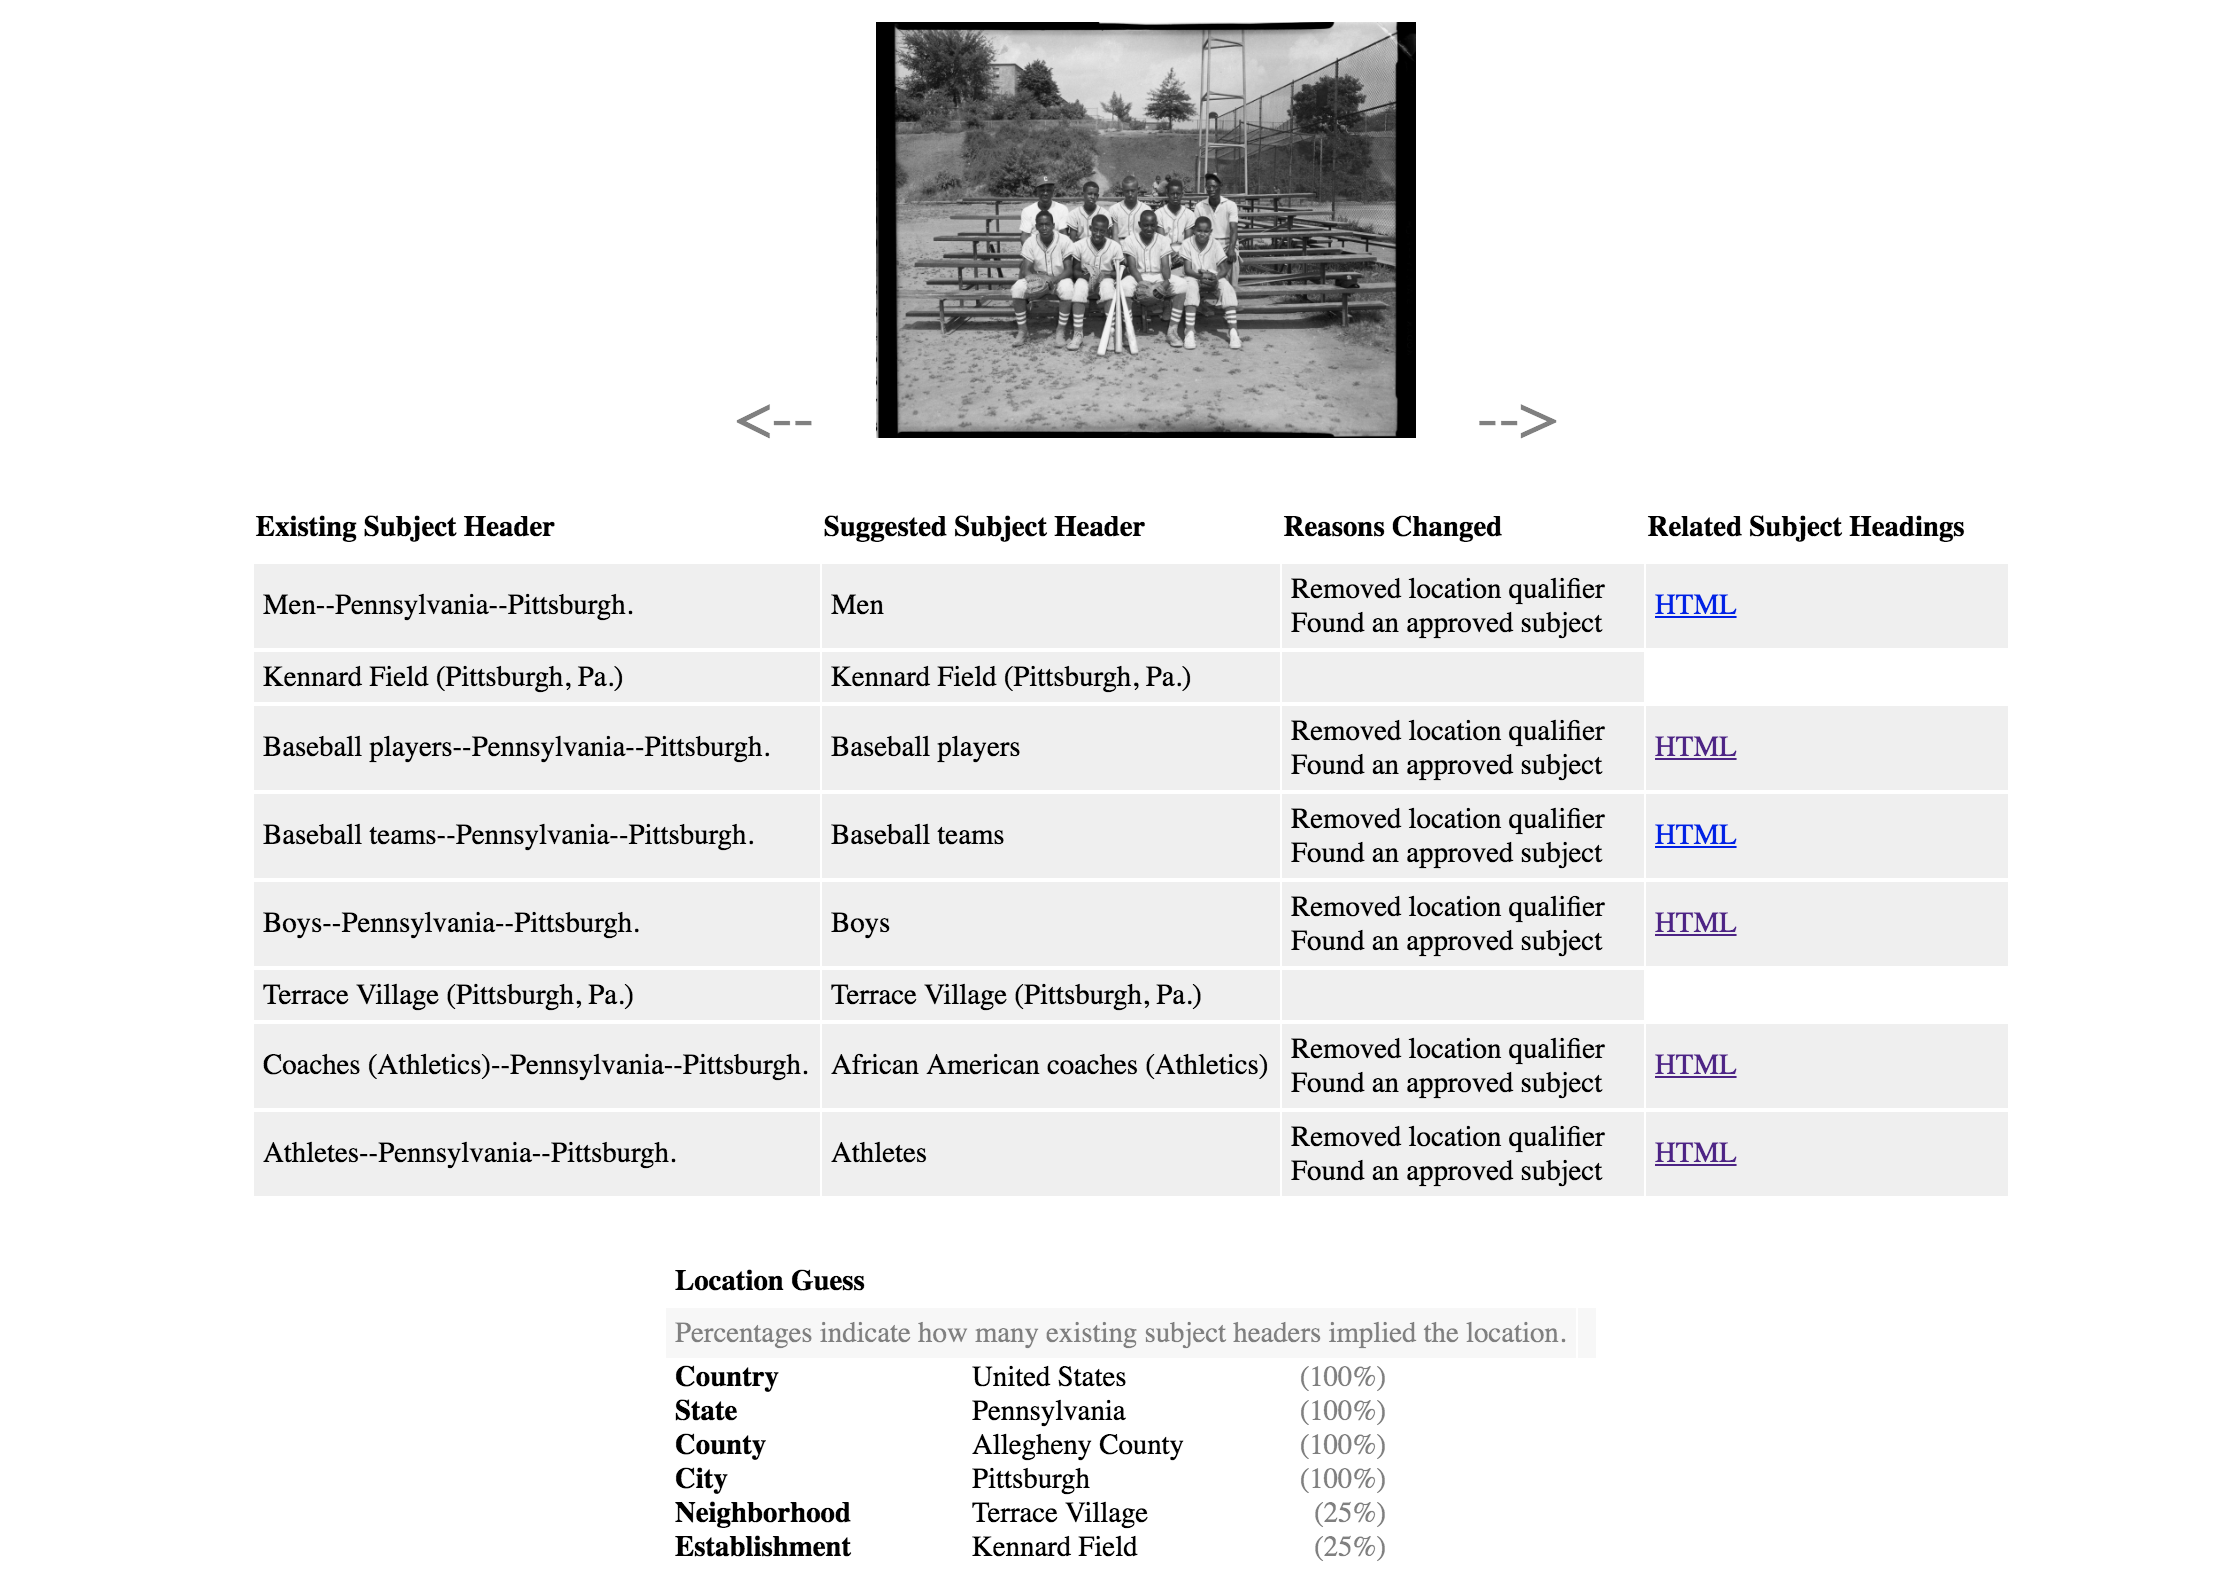 <--
-->
Existing Subject Header Suggested Subject Header Reasons Changed Related Subject Headings
Men--Pennsylvania--Pittsburgh. Men Removed location qualifier HTML
Found an approved subject
Kennard Field (Pittsburgh, Pa.) Kennard Field (Pittsburgh, Pa.)
Baseball players--Pennsylvania--Pittsburgh. Baseball players Removed location qualifier HTML
Found an approved subject
Baseball teams--Pennsylvania--Pittsburgh. Baseball teams Removed location qualifier HTML
Found an approved subject
Boys--Pennsylvania--Pittsburgh. Boys Removed location qualifier HTML
Found an approved subject
Terrace Village (Pittsburgh, Pa.) Terrace Village (Pittsburgh, Pa.)
Coaches (Athletics)--Pennsylvania--Pittsburgh. African American coaches (Athletics) Removed location qualifier HTML
Found an approved subject
Athletes--Pennsylvania--Pittsburgh. Athletes Removed location qualifier HTML
Found an approved subject
Location Guess
Percentages indicate how many existing subject headers implied the location.
Country United States (100%)
State Pennsylvania (100%)
County Allegheny County (100%)
City Pittsburgh (100%)
Neighborhood Terrace Village (25%)
Establishment Kennard Field (25%)